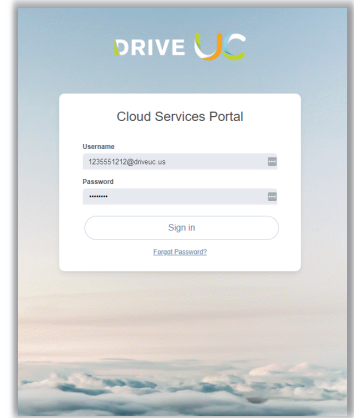 DRIVE UC
Cloud Services Portal
Username
1235551212@driveuc.us
Password
••••••••
Sign in
Forgot Password?